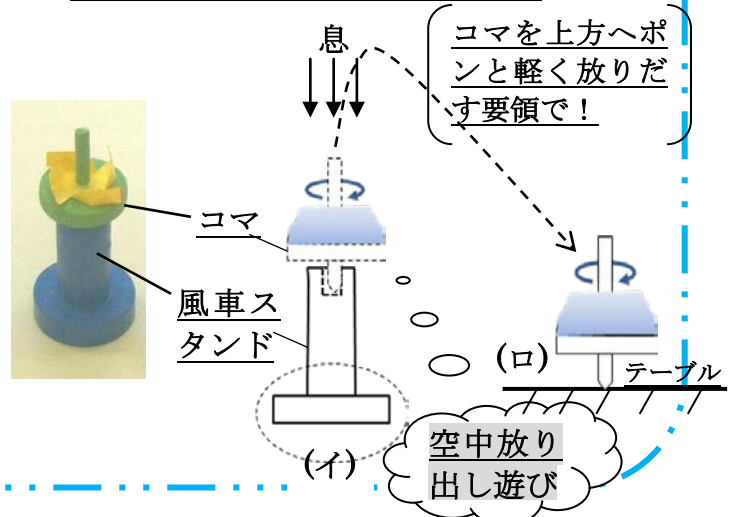 息
コマを上方へポ
ンと軽く放りだ
す要領で！
コマ
風車ス
タンド
(イ)
(ロ)
テーブル
空中放り
出し遊び